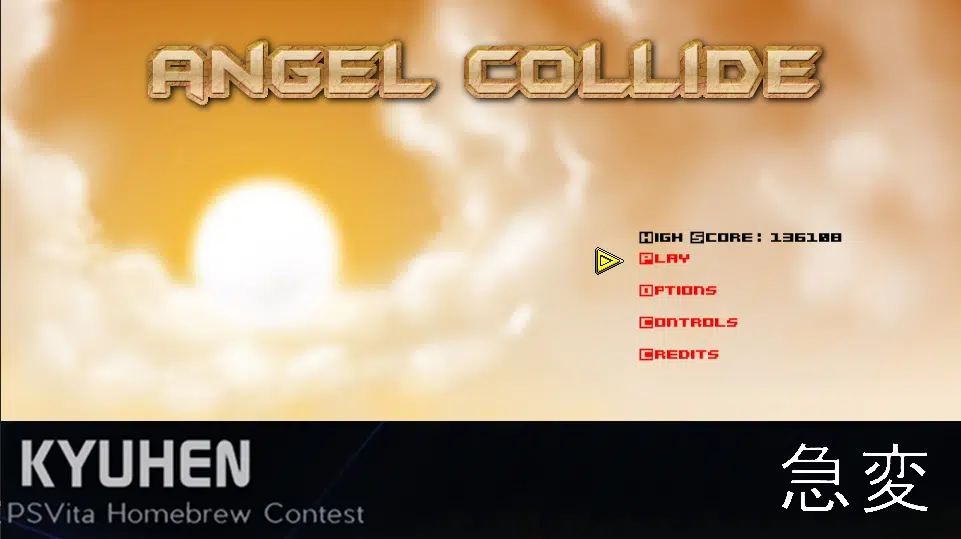 ANGEL COLLIDE
HIGH SCORE: 136108
PLAY
OPTIONS
CONTROLS
CREDITS
KYUHEN
PSVita Homebrew Contest
急変